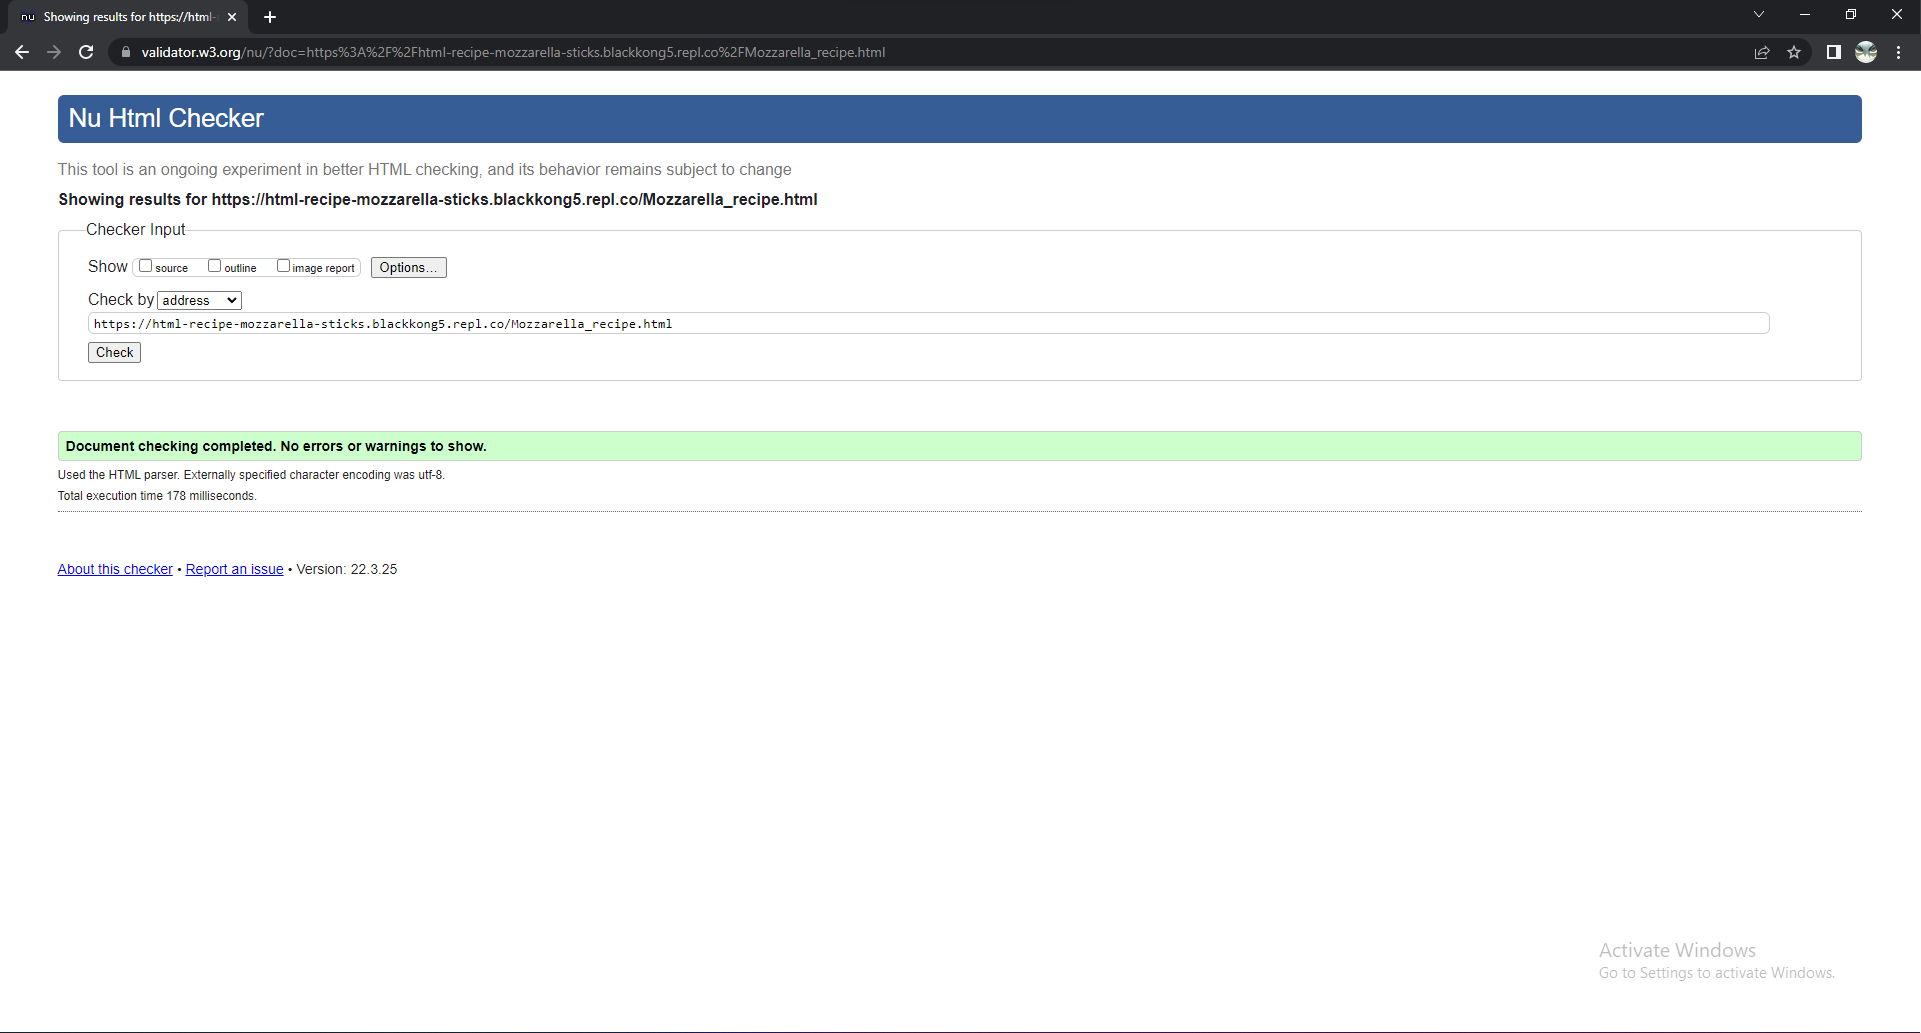 nu Showing results for https://html-
validator.w3.org/nu/?doc=https%3A%2F%2Fhtml-recipe-mozzarella-sticks.blackkong5.repl.co%2FMozzarella_recipe.html
Nu Html Checker
This tool is an ongoing experiment in better HTML checking, and its behavior remains subject to change
Showing results for https://html-recipe-mozzarella-sticks.blackkong5.repl.co/Mozzarella_recipe.html
Checker Input
Show source outline image report Options...
Check by address
https://html-recipe-mozzarella-sticks.blackkong5.repl.co/Mozzarella_recipe.html
Check
Document checking completed. No errors or warnings to show.
Used the HTML parser. Externally specified character encoding was utf-8.
Total execution time 178 milliseconds.
About this checker • Report an issue • Version: 22.3.25
Activate Windows
Go to Settings to activate Windows.